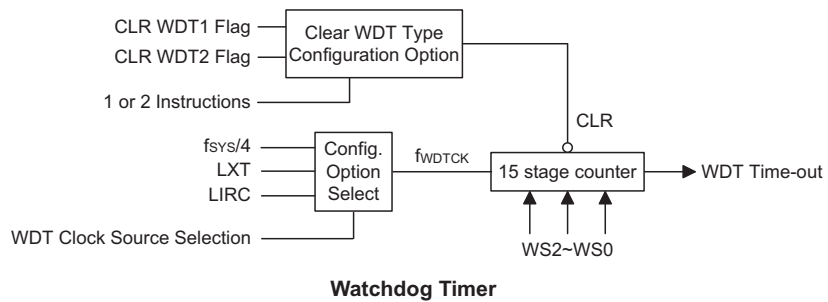 CLR WDT1 Flag
CLR WDT2 Flag
1 or 2 Instructions
Clear WDT Type
Configuration Option
CLR
fSYS/4
LXT
LIRC
WDT Clock Source Selection
Config.
Option
Select
fWDTCK
15 stage counter
WDT Time-out
WS2~WS0
Watchdog Timer